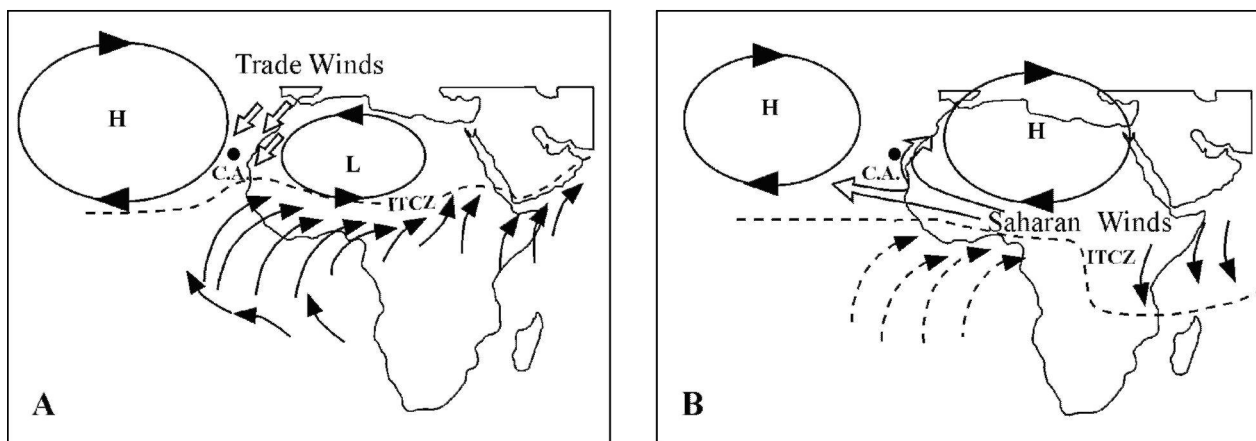 Trade Winds
H
L
C.A.
ITCZ
A
H
H
C.A.
Saharan Winds
ITCZ
B